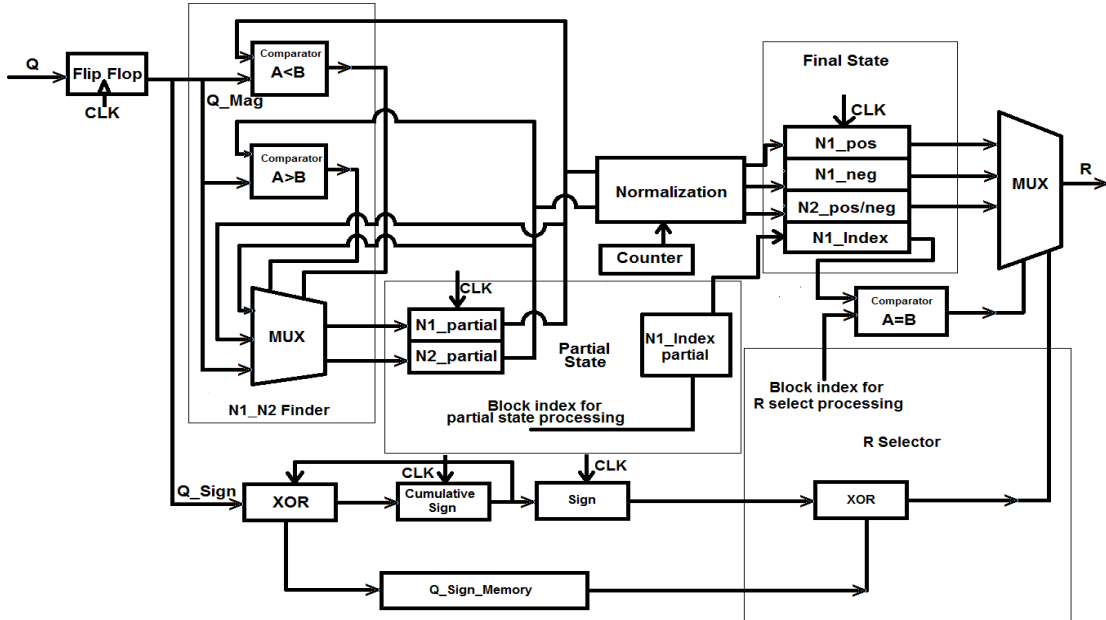 Q
Flip Flop
CLK
Q_Mag
Comparator
A<B
Comparator
A>B
MUX
N1_N2 Finder
CLK
N1_partial
N2_partial
Partial
State
N1_Index
partial
Block index for
partial state processing
Normalization
Counter
Final State
CLK
N1_pos
N1_neg
N2_pos/neg
N1_Index
MUX
R
Comparator
A=B
Block index for
R select processing
R Selector
Q_Sign
XOR
CLK
Cumulative
Sign
CLK
Sign
XOR
Q_Sign_Memory